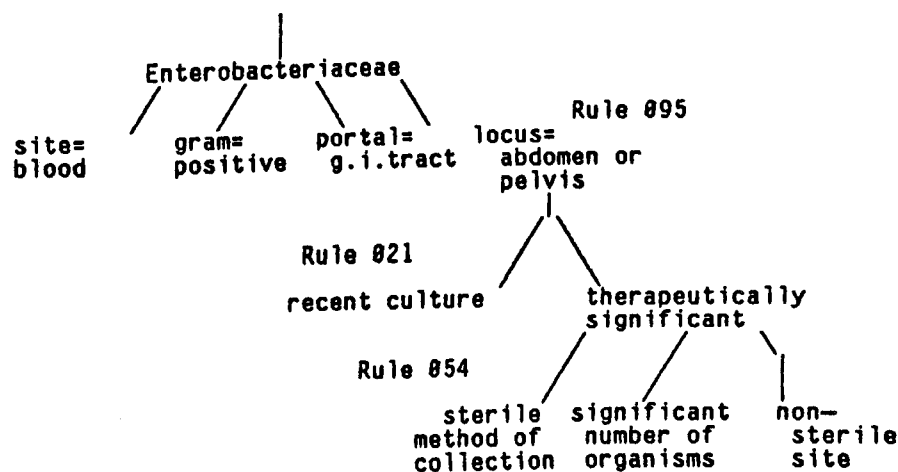 Enterobacteriaceae
Rule 095
site=
blood
gram=
positive
portal=
g.i.tract
locus=
abdomen or
pelvis
Rule 021
recent culture
therapeutically
significant
Rule 054
sterile
method of
collection
significant
number of
organisms
non-
sterile
site